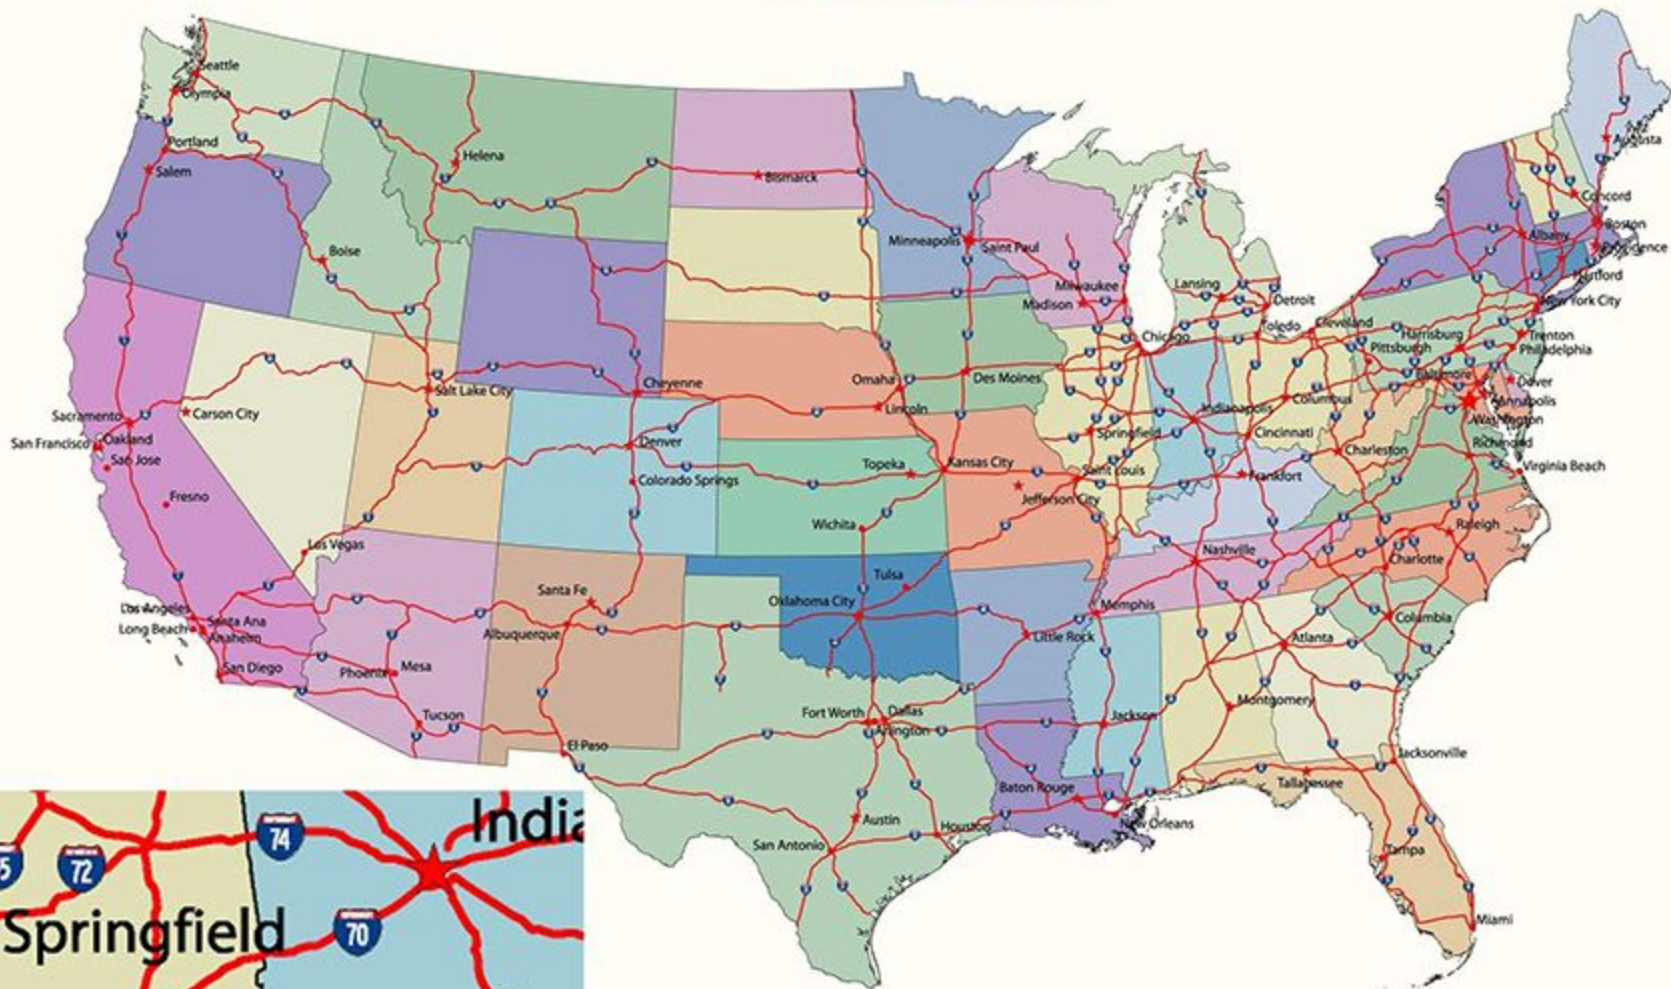 Seattle
Olympia
Portland
Salem
Helena
Bismarck
Boise
Minneapolis
Saint Paul
Milwaukee
Madison
Lansing
Detroit
Augusta
Concord
Boston
Albany
Providence
Hartford
New York City
Chicago
Toledo
Cleveland
Harrisburg
Trenton
Pittsburgh
Philadelphia
Salt Lake City
Cheyenne
Omaha
Des Moines
Lincoln
Baltimore
Dover
Annapolis
Washington
Sacramento
Carson City
San Francisco
Oakland
San Jose
Denver
Colorado Springs
Topeka
Kansas City
Springfield
Indianapolis
Columbus
Cincinnati
Charleston
Richmond
Virginia Beach
Saint Louis
Jefferson City
Frankfort
Fresno
Las Vegas
Wichita
Raleigh
Charlotte
Nashville
Los Angeles
Long Beach
Santa Ana
Anaheim
San Diego
Santa Fe
Albuquerque
Tulsa
Oklahoma City
Memphis
Little Rock
Atlanta
Columbia
Phoenix
Mesa
Tucson
El Paso
Fort Worth
Dallas
Arlington
Jackson
Montgomery
Jacksonville
Tallahassee
Baton Rouge
New Orleans
Austin
Houston
San Antonio
Tampa
Miami
India
74
5
72
Springfield
70